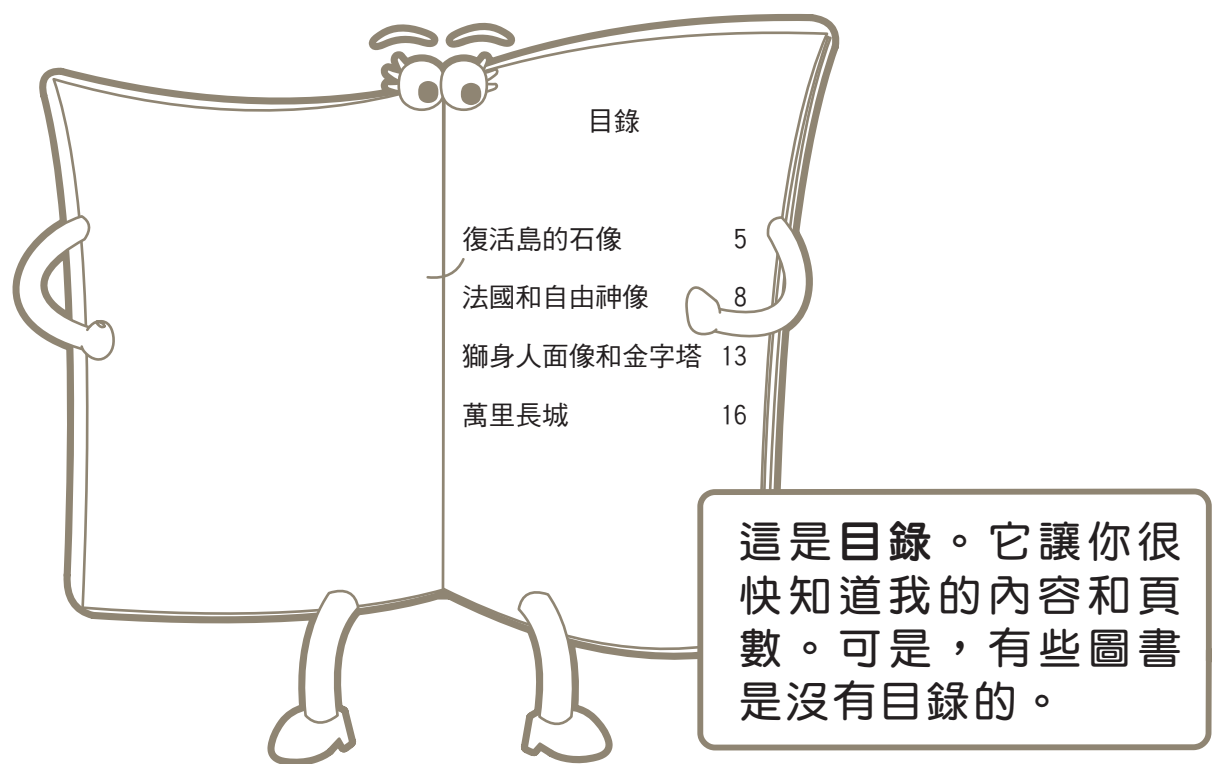 目錄
復活島的石像 5
法國和自由神像 8
獅身人面像和金字塔 13
萬里長城 16
這是目錄。它讓你很
快知道我的內容和頁
數。可是，有些圖書
是沒有目錄的。